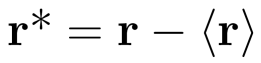 r* = r − ⟨r⟩